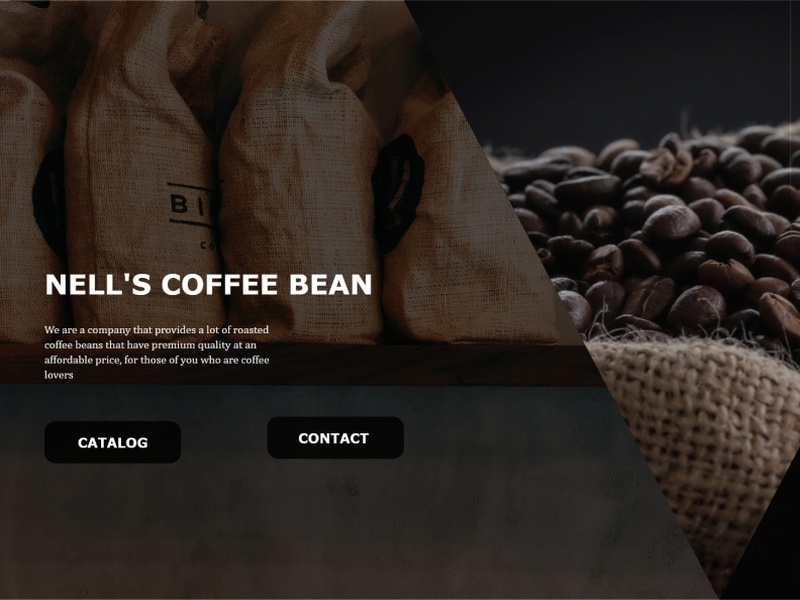 NELL'S COFFEE BEAN
We are a company that provides a lot of roasted
coffee beans that have premium quality at an
affordable price, for those of you who are coffee
lovers
CATALOG
CONTACT